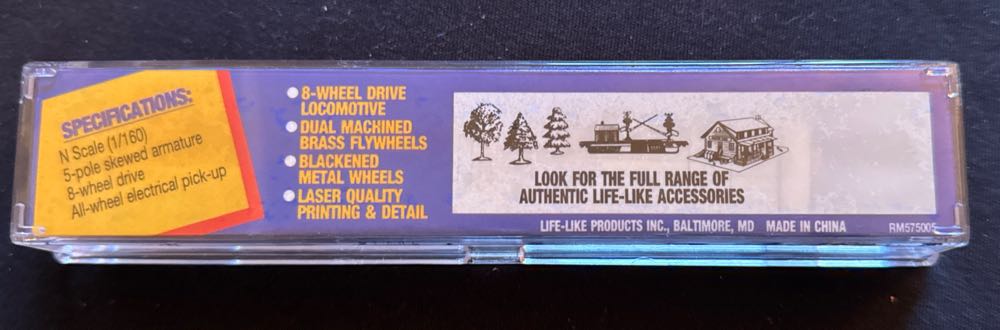 SPECIFICATIONS:
N Scale (1/160)
5-pole skewed armature
8-wheel drive
All-wheel electrical pick-up
8-WHEEL DRIVE
LOCOMOTIVE
DUAL MACHINED
BRASS FLYWHEELS
BLACKENED
METAL WHEELS
LASER QUALITY
PRINTING & DETAIL
LOOK FOR THE FULL RANGE OF
AUTHENTIC LIFE-LIKE ACCESSORIES
LIFE-LIKE PRODUCTS INC., BALTIMORE, MD MADE IN CHINA
RM575005